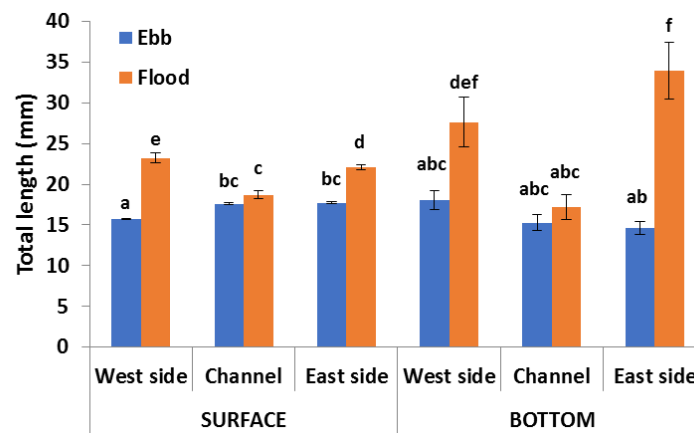 40
35
30
25
20
15
10
5
0
Total length (mm)
Ebb
Flood
a
e
bc
c
bc
d
abc
def
abc
abc
ab
f
West side Channel East side West side Channel East side
SURFACE BOTTOM